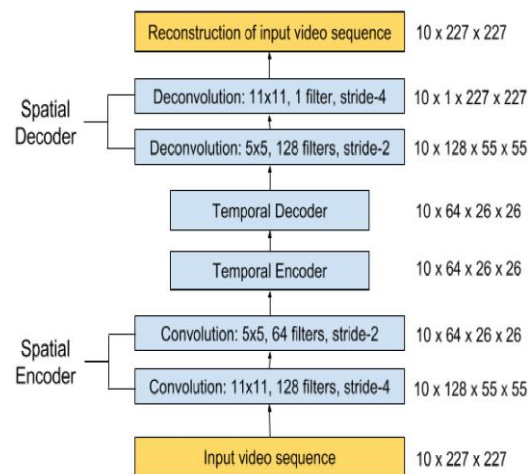 Reconstruction of input video sequence 10 x 227 x 227
Deconvolution: 11x11, 1 filter, stride-4 10 x 1 x 227 x 227
Spatial
Decoder
Deconvolution: 5x5, 128 filters, stride-2 10 x 128 x 55 x 55
Temporal Decoder 10 x 64 x 26 x 26
Temporal Encoder 10 x 64 x 26 x 26
Convolution: 5x5, 64 filters, stride-2 10 x 64 x 26 x 26
Spatial
Encoder
Convolution: 11x11, 128 filters, stride-4 10 x 128 x 55 x 55
Input video sequence 10 x 227 x 227